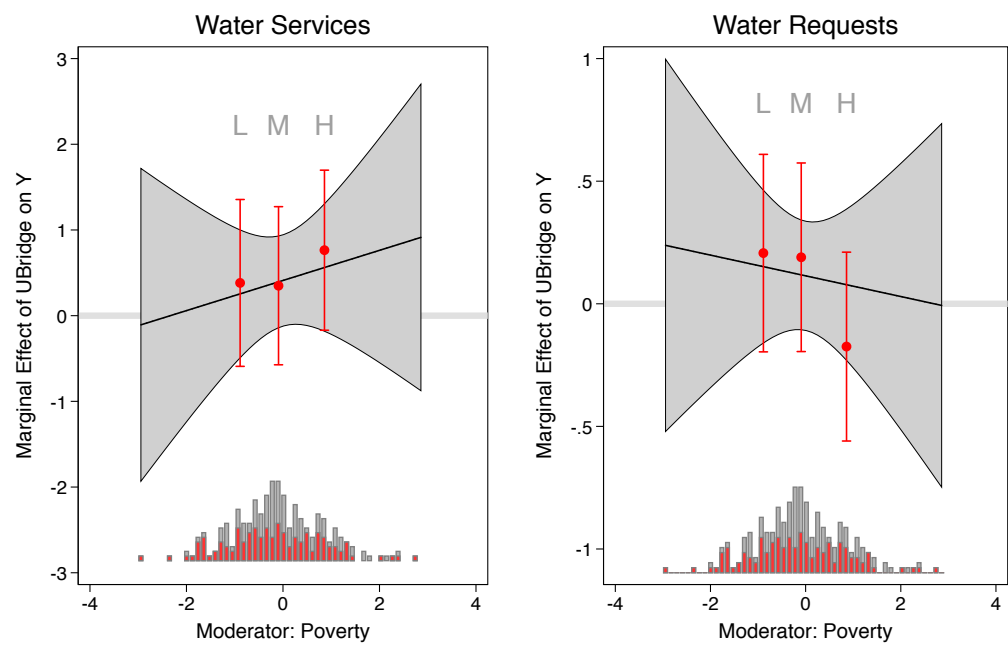 Water Services
Marginal Effect of UBridge on Y
3
2
1
0
-1
-2
-3
L M H
-4 -2 0 2 4
Moderator: Poverty
Water Requests
Marginal Effect of UBridge on Y
1
.5
0
-.5
-1
L M H
-4 -2 0 2 4
Moderator: Poverty